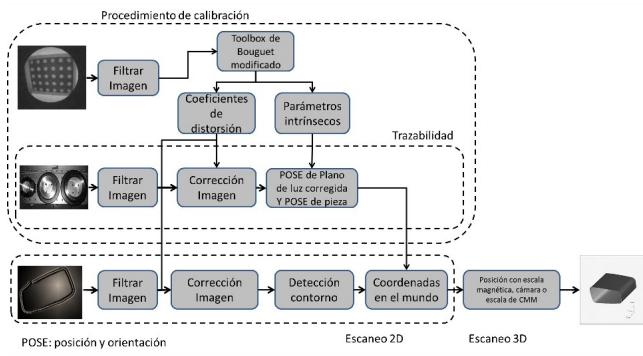 Procedimiento de calibración
Filtrar
Imagen
Toolbox de
Bouguet
modificado
Coeficientes
de
distorsión
Parámetros
intrínsecos
Trazabilidad
Filtrar
Imagen
Corrección
Imagen
POSE de Plano
de luz corregida
Y POSE de pieza
Filtrar
Imagen
Corrección
Imagen
Detección
contorno
Coordenadas
en el mundo
Posición con escala
magnética, cámara o
escala de CMM
POSE: posición y orientación
Escaneo 2D
Escaneo 3D